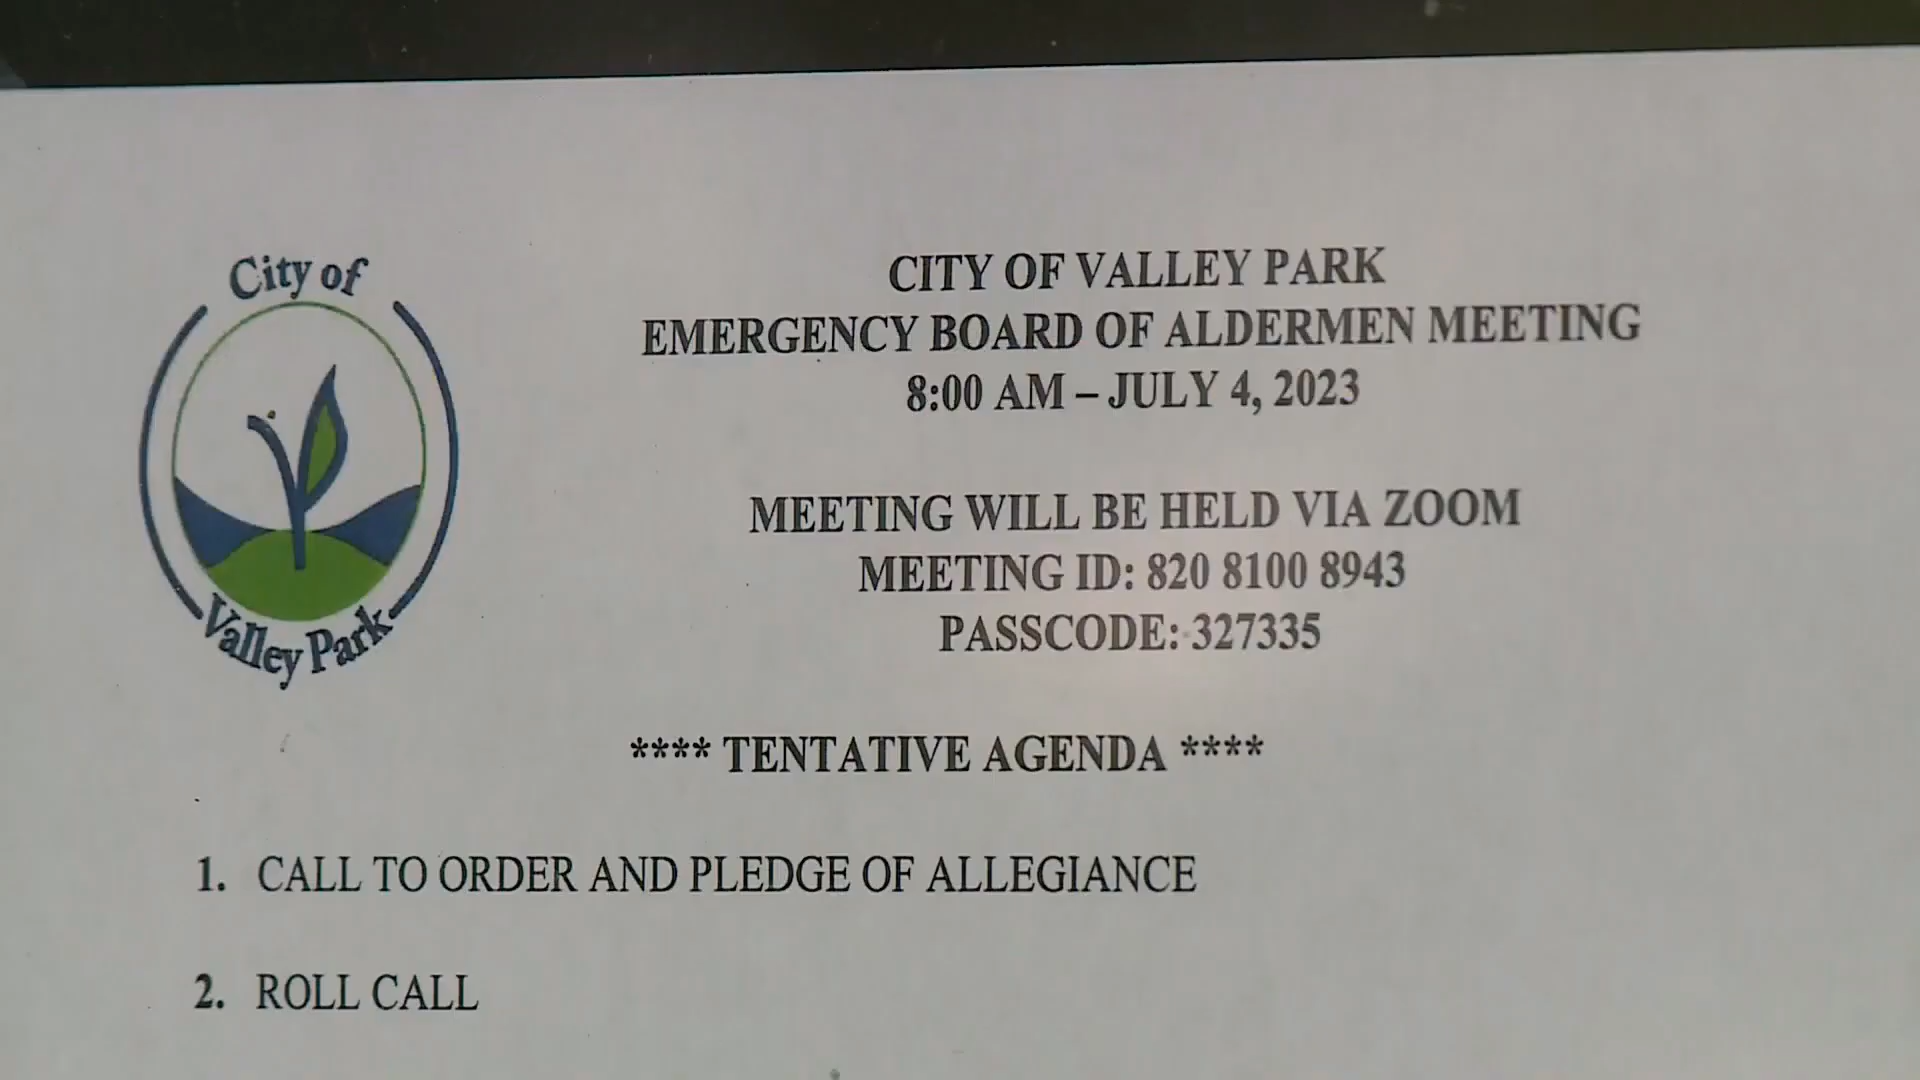 City of
Valley Park
CITY OF VALLEY PARK
EMERGENCY BOARD OF ALDERMEN MEETING
8:00 AM – JULY 4, 2023
MEETING WILL BE HELD VIA ZOOM
MEETING ID: 820 8100 8943
PASSCODE: 327335
**** TENTATIVE AGENDA ****
1. CALL TO ORDER AND PLEDGE OF ALLEGIANCE
2. ROLL CALL